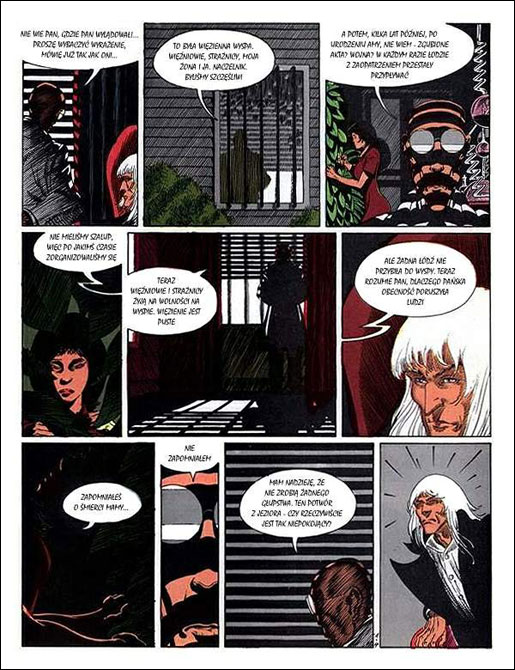 NIE WIE PAN, GDZIE PAN WYLĄDOWAŁ...
PROSZĘ WYBACZYĆ WYRAŻENIE,
MÓWIĘ JUŻ TAK JAK ONI...
TO BYŁA WIĘZIENNA WYSPA.
WIĘŹNIOWIE, STRAŻNICY, MOJA
ŻONA I JA. NACZELNIK.
BYLIŚMY SZCZĘŚLIWI
A POTEM, KILKA LAT PÓŹNIEJ, PO
URODZENIU AMY, NIE WIEM - ZGUBIONE
AKTA? WOJNA? W KAŻDYM RAZIE ŁODZIE
Z ZAOPATRZENIEM PRZESTAŁY
PRZYPŁYWAĆ
NIE MIELIŚMY SZALUP,
WIĘC PO JAKIMŚ CZASIE
ZORGANIZOWALIŚMY SIĘ
TERAZ
WIĘŹNIOWIE I STRAŻNICY
ŻYJĄ NA WOLNOŚCI NA
WYSPIE. WIĘZIENIE JEST
PUSTE
ALE ŻADNA ŁÓDŹ NIE
PRZYBIŁA DO WYSPY. TERAZ
ROZUMIE PAN, DLACZEGO PAŃSKA
OBECNOŚĆ PORUSZYŁA
LUDZI
ZAPOMNIAŁEŚ
O ŚMIERCI MAMY...
NIE
ZAPOMNIAŁEM
MAM NADZIEJĘ, ŻE
NIE ZROBIĄ ŻADNEGO
GŁUPSTWA. TEN POTWÓR
Z JEZIORA - CZY RZECZYWIŚCIE
JEST TAK NIEPOKOJĄCY?